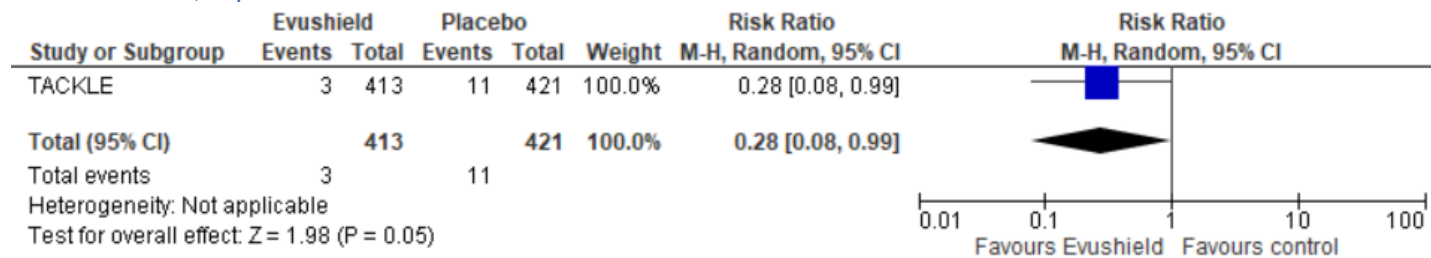 Evushield Placebo Risk Ratio Risk Ratio
Study or Subgroup Events Total Events Total Weight M-H, Random, 95% CI M-H, Random, 95% CI
TACKLE 3 413 11 421 100.0% 0.28 [0.08, 0.99]
Total (95% CI) 413 421 100.0% 0.28 [0.08, 0.99]
Total events 3 11
Heterogeneity: Not applicable
Test for overall effect: Z = 1.98 (P = 0.05)
0.01 0.1 1 10 100
Favours Evushield Favours control